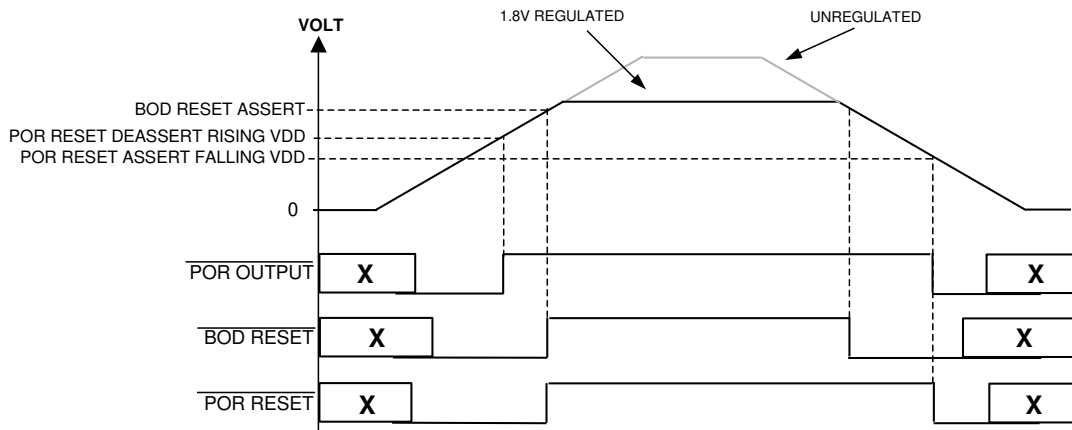 1.8V REGULATED
UNREGULATED
VOLT
BOD RESET ASSERT
POR RESET DEASSERT RISING VDD
POR RESET ASSERT FALLING VDD
0
POR OUTPUT
X
X
BOD RESET
X
X
POR RESET
X
X